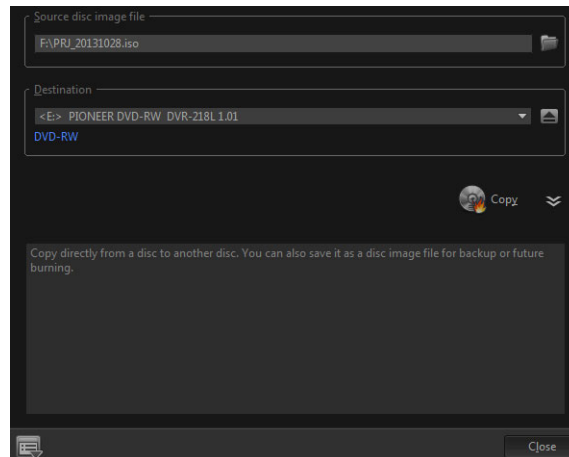 Source disc image file
F:\PRJ_20131028.iso
Destination
<E:> PIONEER DVD-RW DVR-218L 1.01
DVD-RW
Copy
Copy directly from a disc to another disc. You can also save it as a disc image file for backup or future
burning.
Close